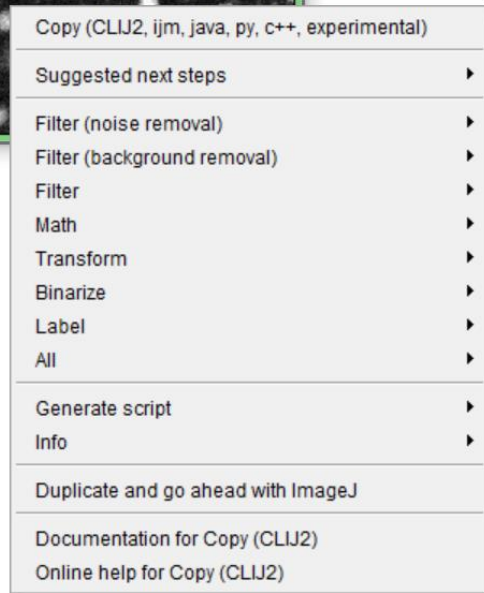 Copy (CLIJ2, ijm, java, py, c++, experimental)
Suggested next steps
Filter (noise removal)
Filter (background removal)
Filter
Math
Transform
Binarize
Label
All
Generate script
Info
Duplicate and go ahead with ImageJ
Documentation for Copy (CLIJ2)
Online help for Copy (CLIJ2)